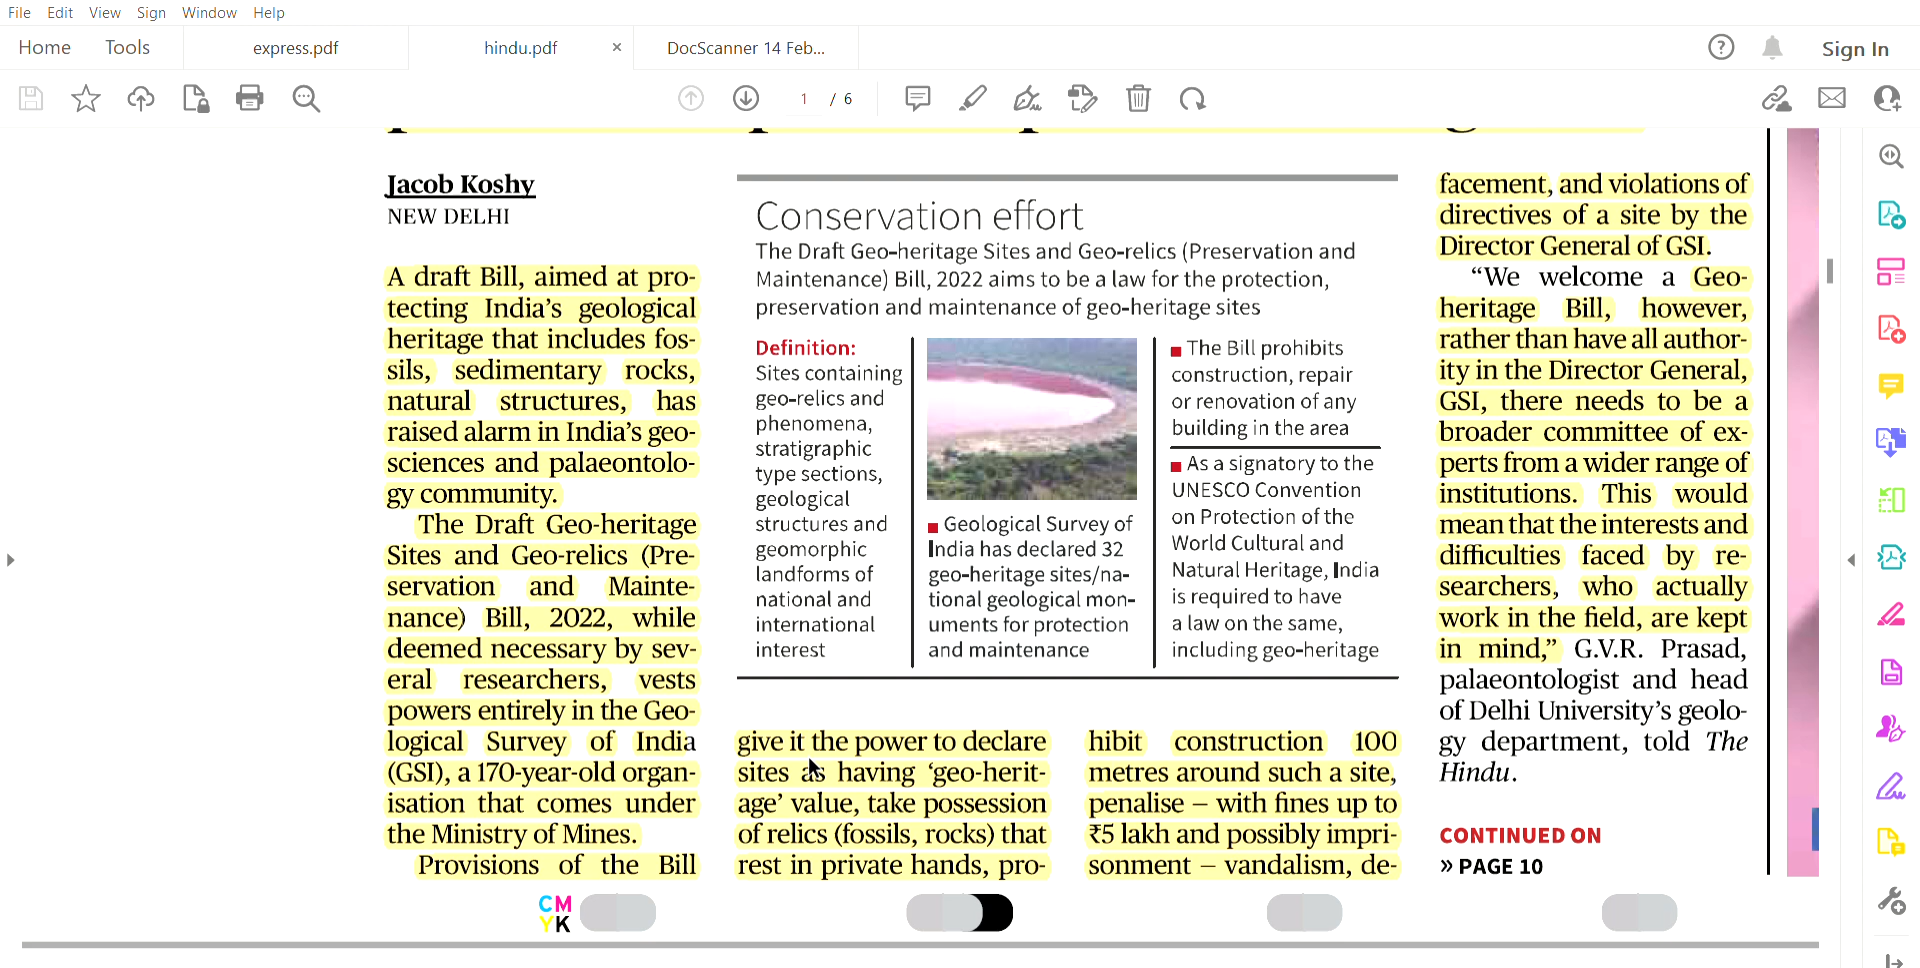 File Edit View Sign Window Help
Home Tools express.pdf hindu.pdf × DocScanner 14 Feb...
Sign In
1 / 6
Jacob Koshy
NEW DELHI
A draft Bill, aimed at pro-
tecting India's geological
heritage that includes fos-
sils, sedimentary rocks,
natural structures, has
raised alarm in India's geo-
sciences and palaeontolo-
gy community.
The Draft Geo-heritage
Sites and Geo-relics (Pre-
servation and Mainte-
nance) Bill, 2022, while
deemed necessary by sev-
eral researchers, vests
powers entirely in the Geo-
logical Survey of India
(GSI), a 170-year-old organ-
isation that comes under
the Ministry of Mines.
Provisions of the Bill
Conservation effort
The Draft Geo-heritage Sites and Geo-relics (Preservation and
Maintenance) Bill, 2022 aims to be a law for the protection,
preservation and maintenance of geo-heritage sites
Definition:
Sites containing
geo-relics and
phenomena,
stratigraphic
type sections,
geological
structures and
geomorphic
landforms of
national and
international
interest
Geological Survey of
India has declared 32
geo-heritage sites/na-
tional geological mon-
uments for protection
and maintenance
The Bill prohibits
construction, repair
or renovation of any
building in the area
As a signatory to the
UNESCO Convention
on Protection of the
World Cultural and
Natural Heritage, India
is required to have
a law on the same,
including geo-heritage
give it the power to declare
sites as having 'geo-herit-
age' value, take possession
of relics (fossils, rocks) that
rest in private hands, pro-
hibit construction 100
metres around such a site,
penalise – with fines up to
₹5 lakh and possibly impri-
sonment – vandalism, de-
facement, and violations of
directives of a site by the
Director General of GSI.
“We welcome a Geo-
heritage Bill, however,
rather than have all author-
ity in the Director General,
GSI, there needs to be a
broader committee of ex-
perts from a wider range of
institutions. This would
mean that the interests and
difficulties faced by re-
searchers, who actually
work in the field, are kept
in mind,” G.V.R. Prasad,
palaeontologist and head
of Delhi University's geolo-
gy department, told The
Hindu.
CONTINUED ON
» PAGE 10
CM
YK